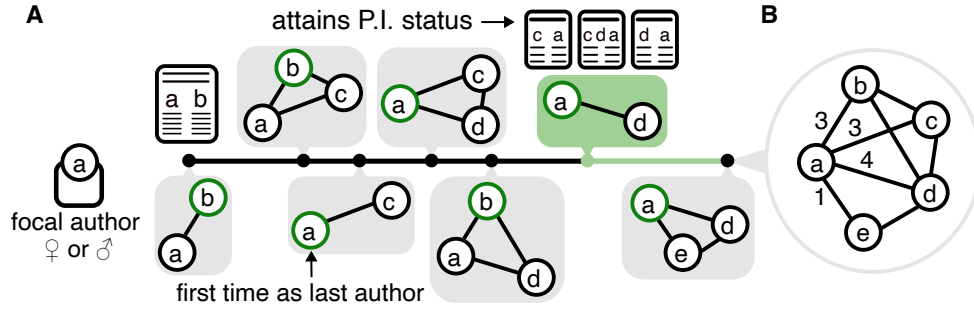 A
attains P.I. status
c a
c d a
d a
B
a b
b
a
c
a
c
d
a
d
a
focal author
♀ or ♂
b
a
a
c
first time as last author
b
a
d
a
d
e
b
c
a
d
e
3
3
4
1